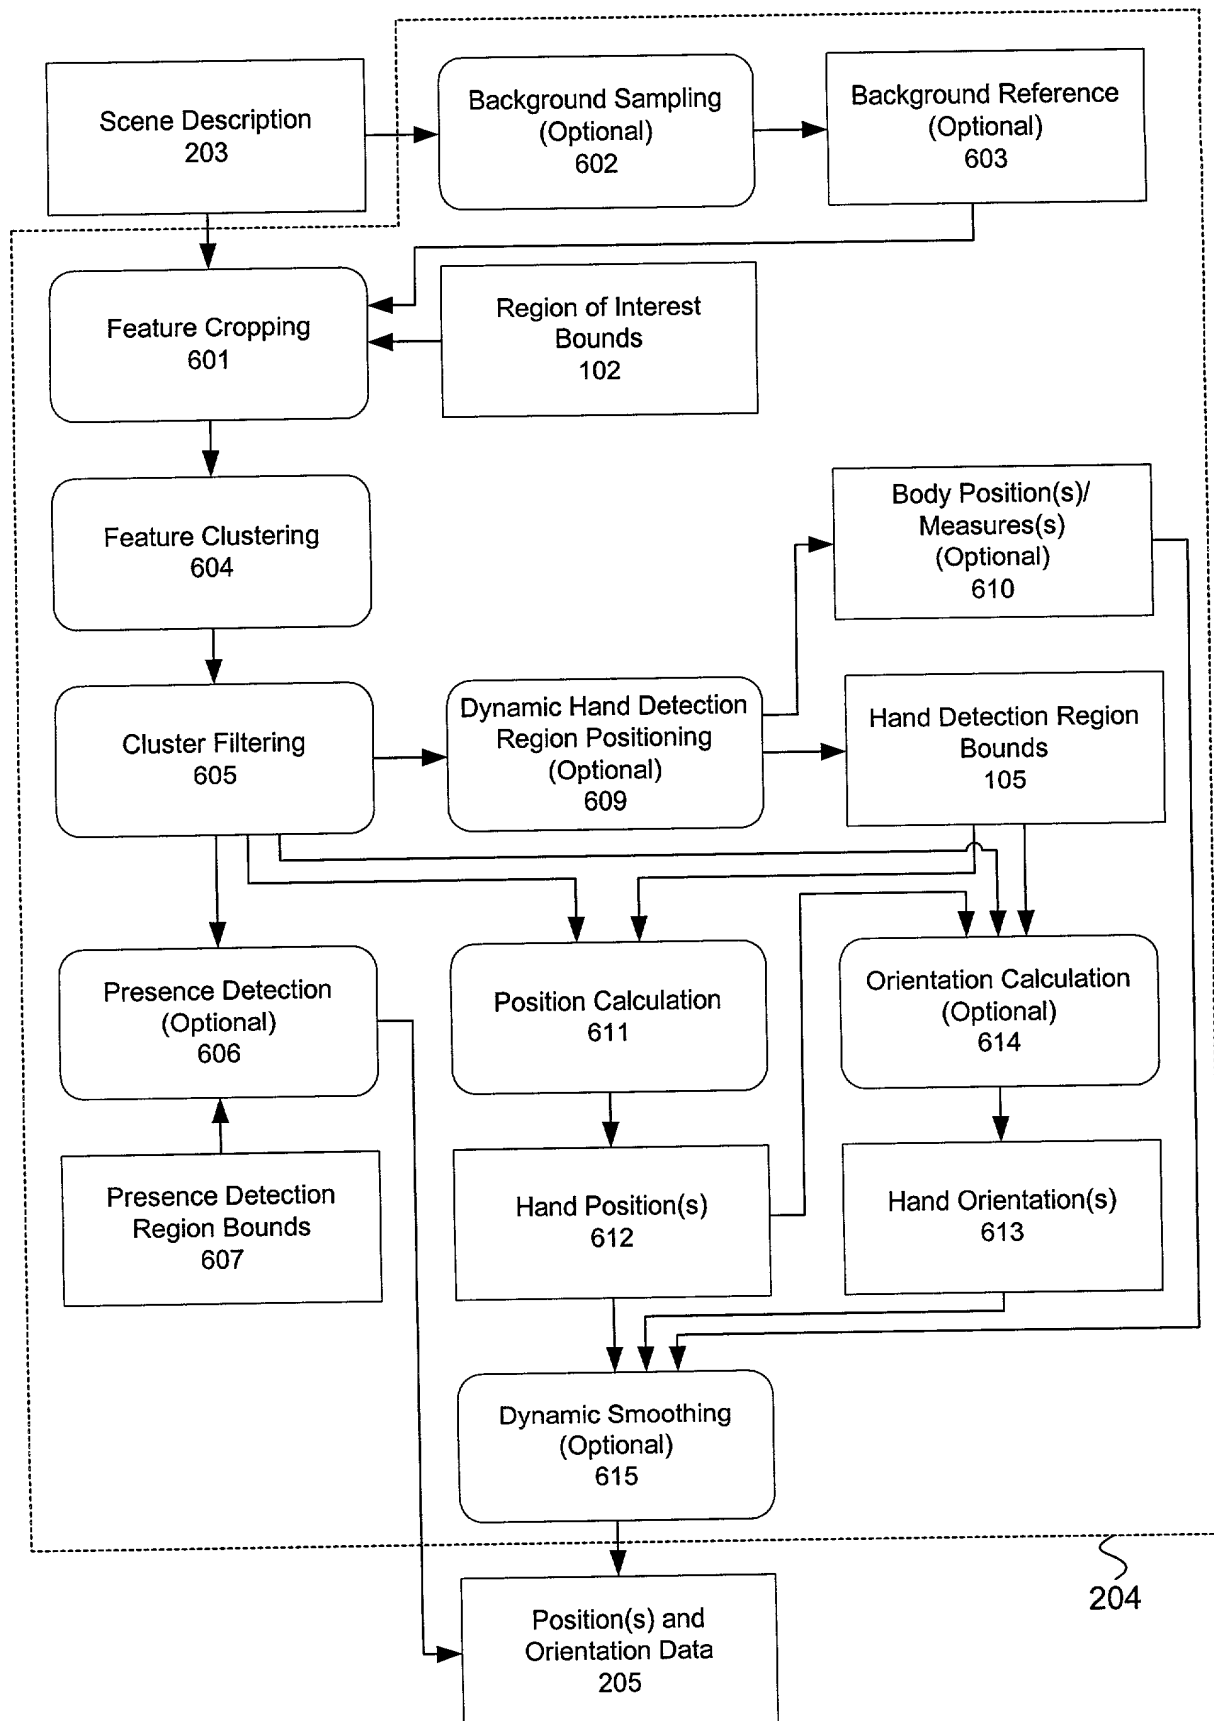 Scene Description
203
Background Sampling
(Optional)
602
Background Reference
(Optional)
603
Feature Cropping
601
Region of Interest
Bounds
102
Feature Clustering
604
Body Position(s)/
Measures(s)
(Optional)
610
Cluster Filtering
605
Dynamic Hand Detection
Region Positioning
(Optional)
609
Hand Detection Region
Bounds
105
Presence Detection
(Optional)
606
Position Calculation
611
Orientation Calculation
(Optional)
614
Presence Detection
Region Bounds
607
Hand Position(s)
612
Hand Orientation(s)
613
Dynamic Smoothing
(Optional)
615
204
Position(s) and
Orientation Data
205